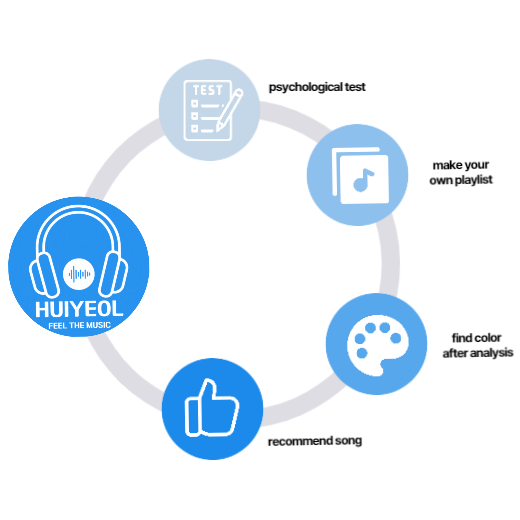 TEST
psychological test
make your
own playlist
HUIYEOL
FEEL THE MUSIC
find color
after analysis
recommend song